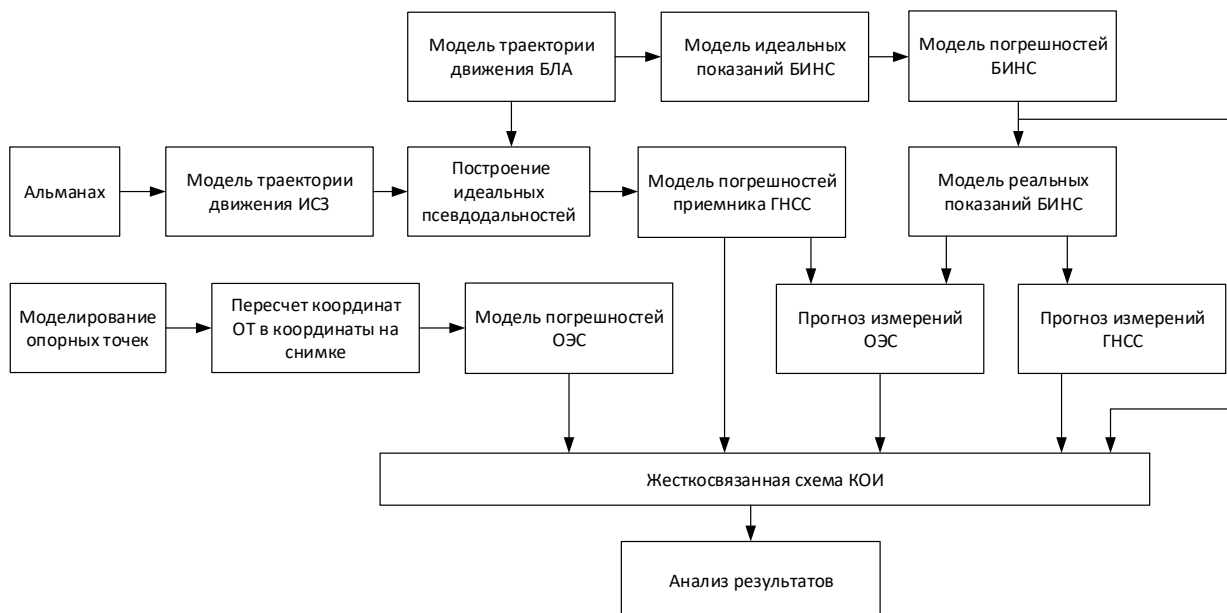 Модель траектории
движения БЛА
Модель идеальных
показаний БИНС
Модель погрешностей
БИНС
Альманах
Модель траектории
движения ИСЗ
Построение
идеальных
псевдодальностей
Модель погрешностей
приемника ГНСС
Модель реальных
показаний БИНС
Моделирование
опорных точек
Пересчет координат
ОТ в координаты на
снимке
Модель погрешностей
ОЭС
Прогноз измерений
ОЭС
Прогноз измерений
ГНСС
Жесткосвязанная схема КОИ
Анализ результатов